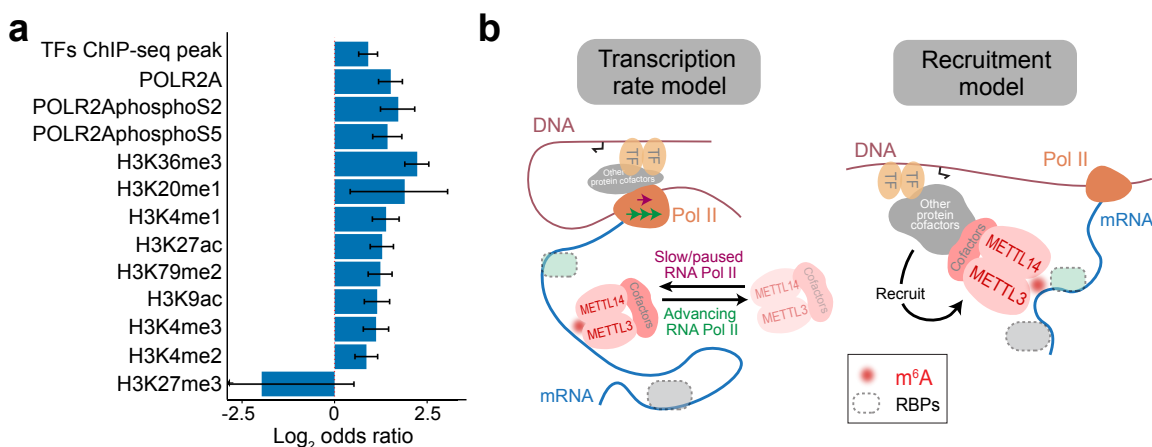 a
TFs ChIP-seq peak
POLR2A
POLR2AphosphoS2
POLR2AphosphoS5
H3K36me3
H3K20me1
H3K4me1
H3K27ac
H3K79me2
H3K9ac
H3K4me3
H3K4me2
H3K27me3
-2.5
0
2.5
Log₂ odds ratio
b
Transcription
rate model
DNA
TF
TF
Other
protein cofactors
Pol II
Slow/paused
RNA Pol II
Advancing
RNA Pol II
METTL14
METTL3
Cofactors
METTL14
METTL3
Cofactors
mRNA
Recruitment
model
DNA
TF
TF
Pol II
Other
protein
cofactors
mRNA
Cofactors
METTL14
METTL3
Recruit
m⁶A
RBPs